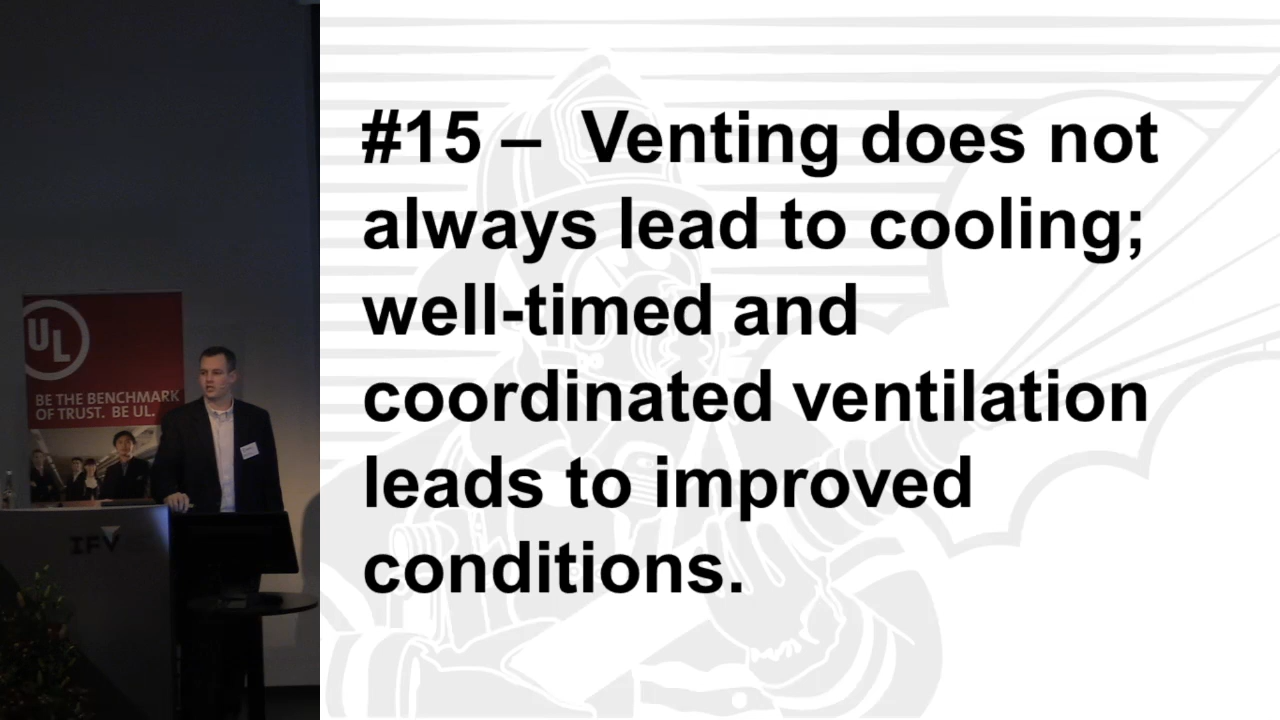 UL
BE THE BENCHMARK
OF TRUST. BE UL.
IFV
#15 – Venting does not
always lead to cooling;
well-timed and
coordinated ventilation
leads to improved
conditions.